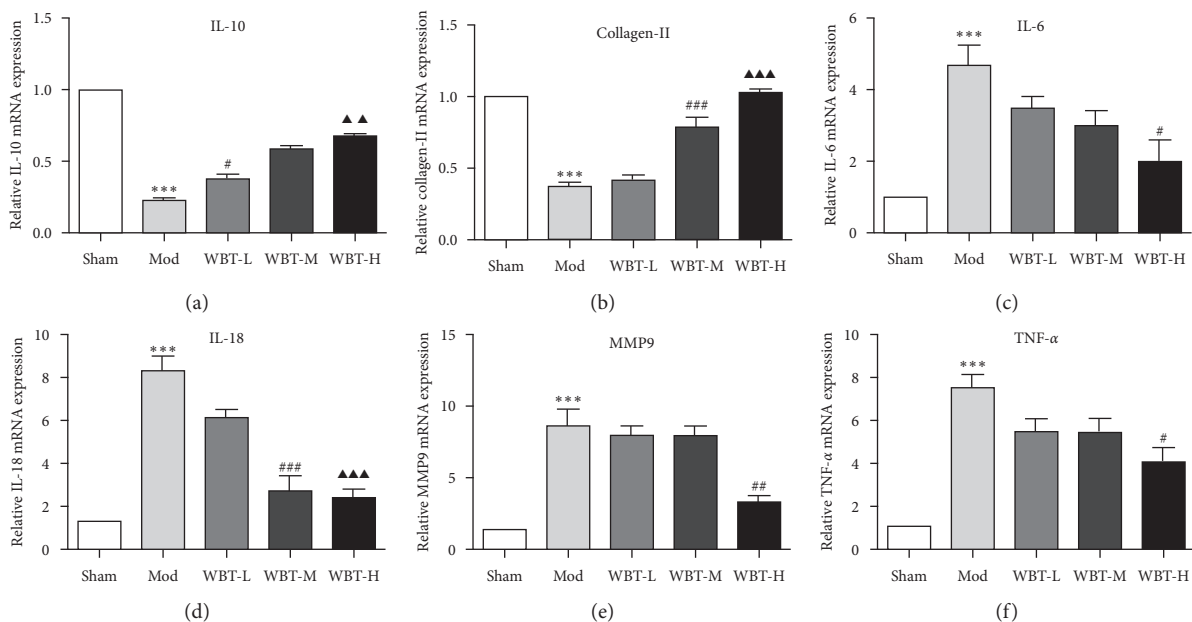 IL-10
Relative IL-10 mRNA expression
1.5
1.0
0.5
0.0
***
#
▲▲
Sham Mod WBT-L WBT-M WBT-H
(a)
Collagen-II
Relative collagen-II mRNA expression
1.5
1.0
0.5
0.0
***
###
▲▲▲
Sham Mod WBT-L WBT-M WBT-H
(b)
IL-6
Relative IL-6 mRNA expression
6
4
2
0
***
#
Sham Mod WBT-L WBT-M WBT-H
(c)
IL-18
Relative IL-18 mRNA expression
10
8
6
4
2
0
***
###
▲▲▲
Sham Mod WBT-L WBT-M WBT-H
(d)
MMP9
Relative MMP9 mRNA expression
15
10
5
0
***
##
Sham Mod WBT-L WBT-M WBT-H
(e)
TNF-α
Relative TNF-α mRNA expression
10
8
6
4
2
0
***
#
Sham Mod WBT-L WBT-M WBT-H
(f)